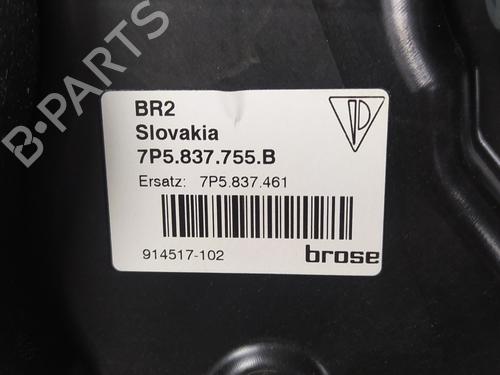 BR2
Slovakia
7P5.837.755.B
Ersatz: 7P5.837.461
914517-102
brose
B-PARTS